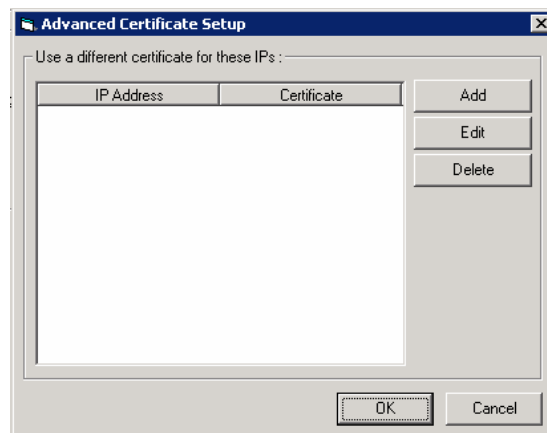 Advanced Certificate Setup
Use a different certificate for these IPs :
IP Address Certificate
Add
Edit
Delete
OK Cancel